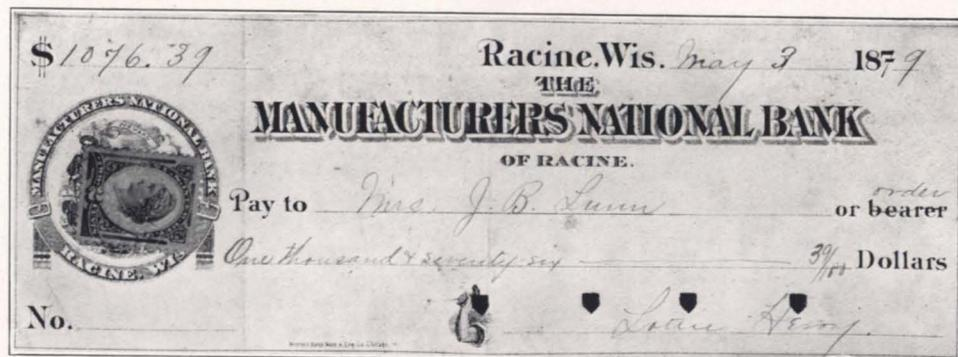 $1076.39 Racine, Wis. May 3 1879
THE
MANUFACTURERS NATIONAL BANK
OF RACINE.
MANUFACTURERS NATIONAL BANK
RACINE, WIS
order
Pay to Mrs. J. B. Lunn or bearer
One thousand & seventy-six 39/100 Dollars
No.
Henry.